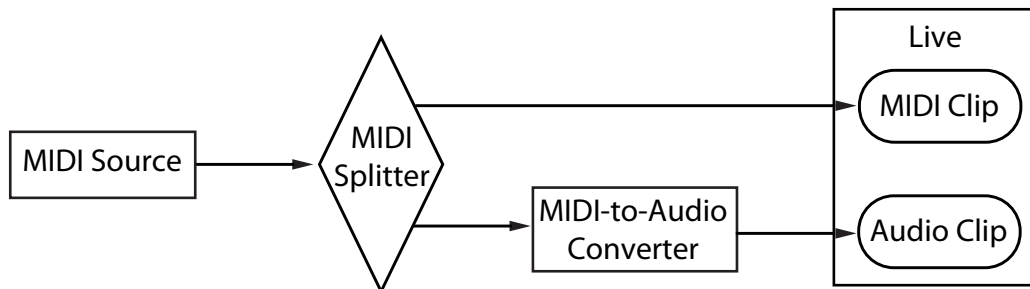 Live
MIDI Clip
MIDI Source
MIDI
Splitter
MIDI-to-Audio
Converter
Audio Clip